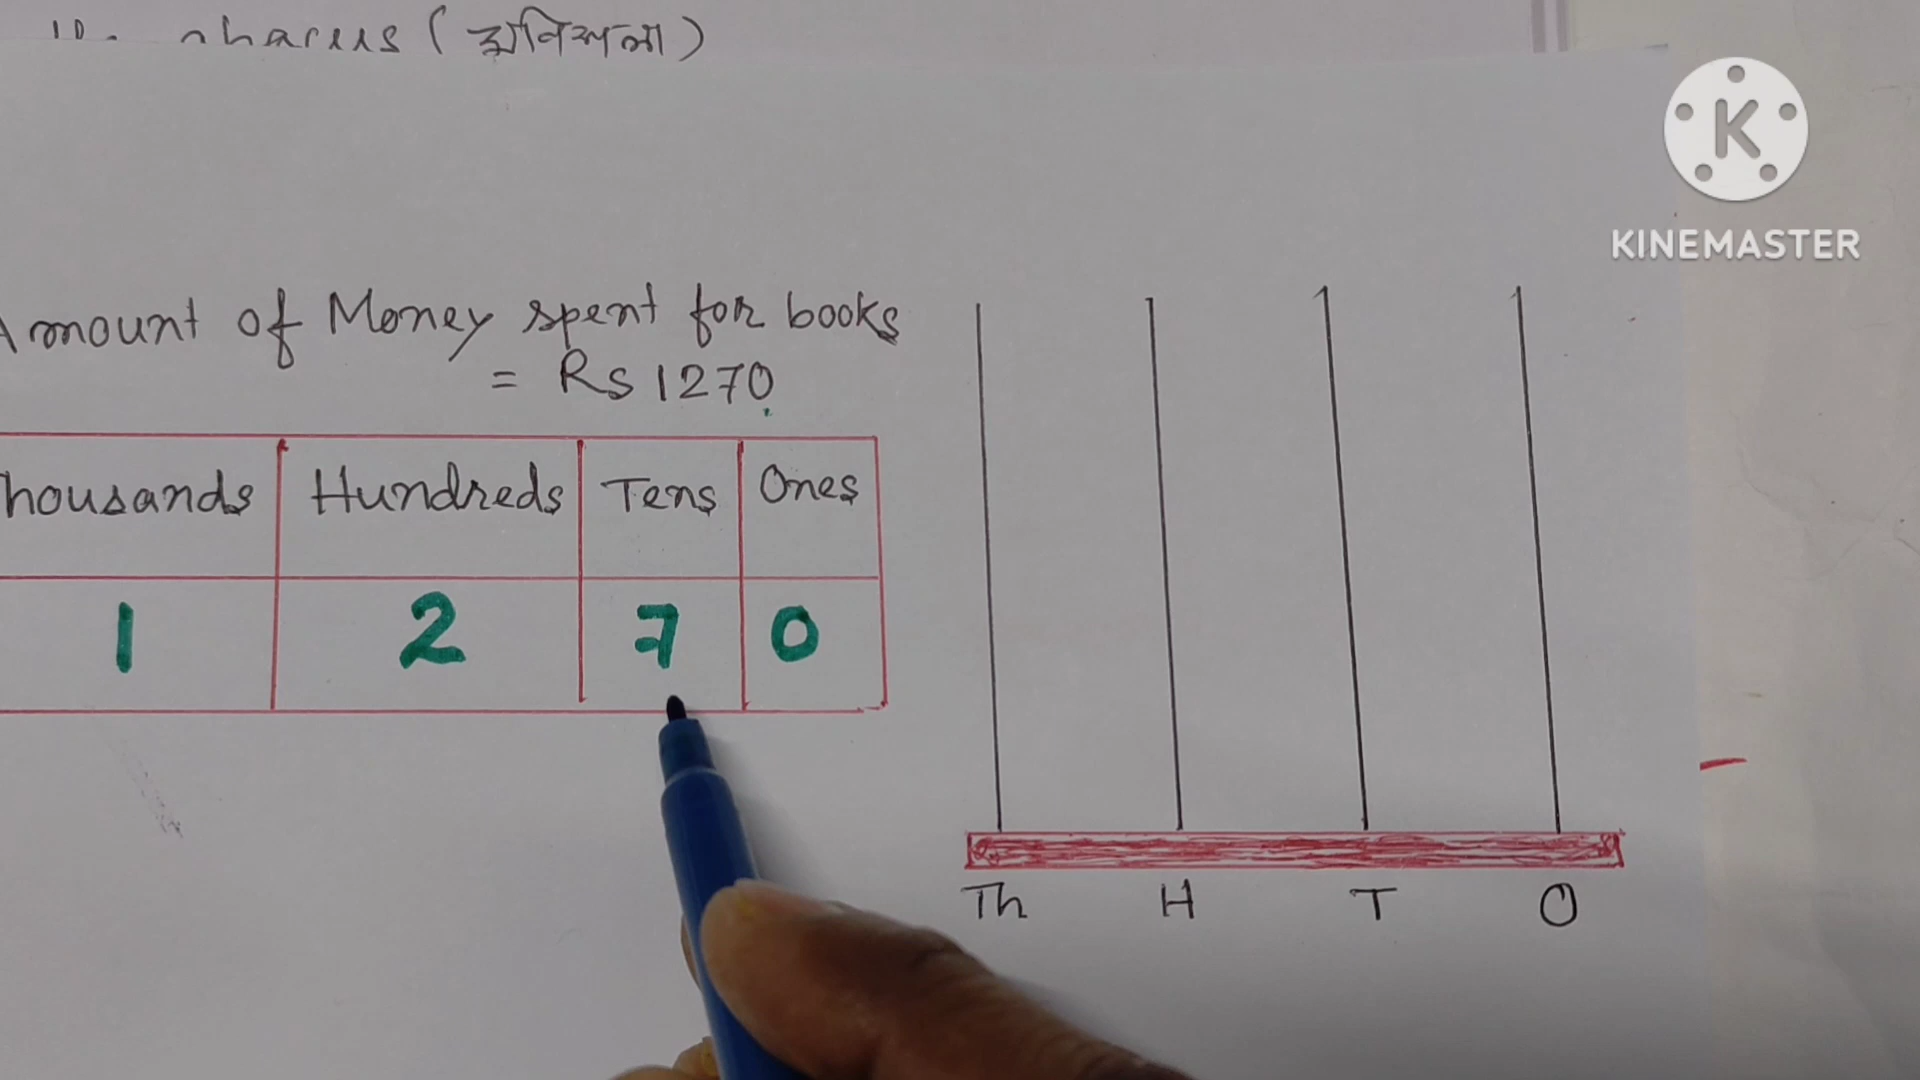 Amount of Money spent for books
= Rs 1270
housands Hundreds Tens Ones
1 2 7 0
Th H T O
K
KINEMASTER